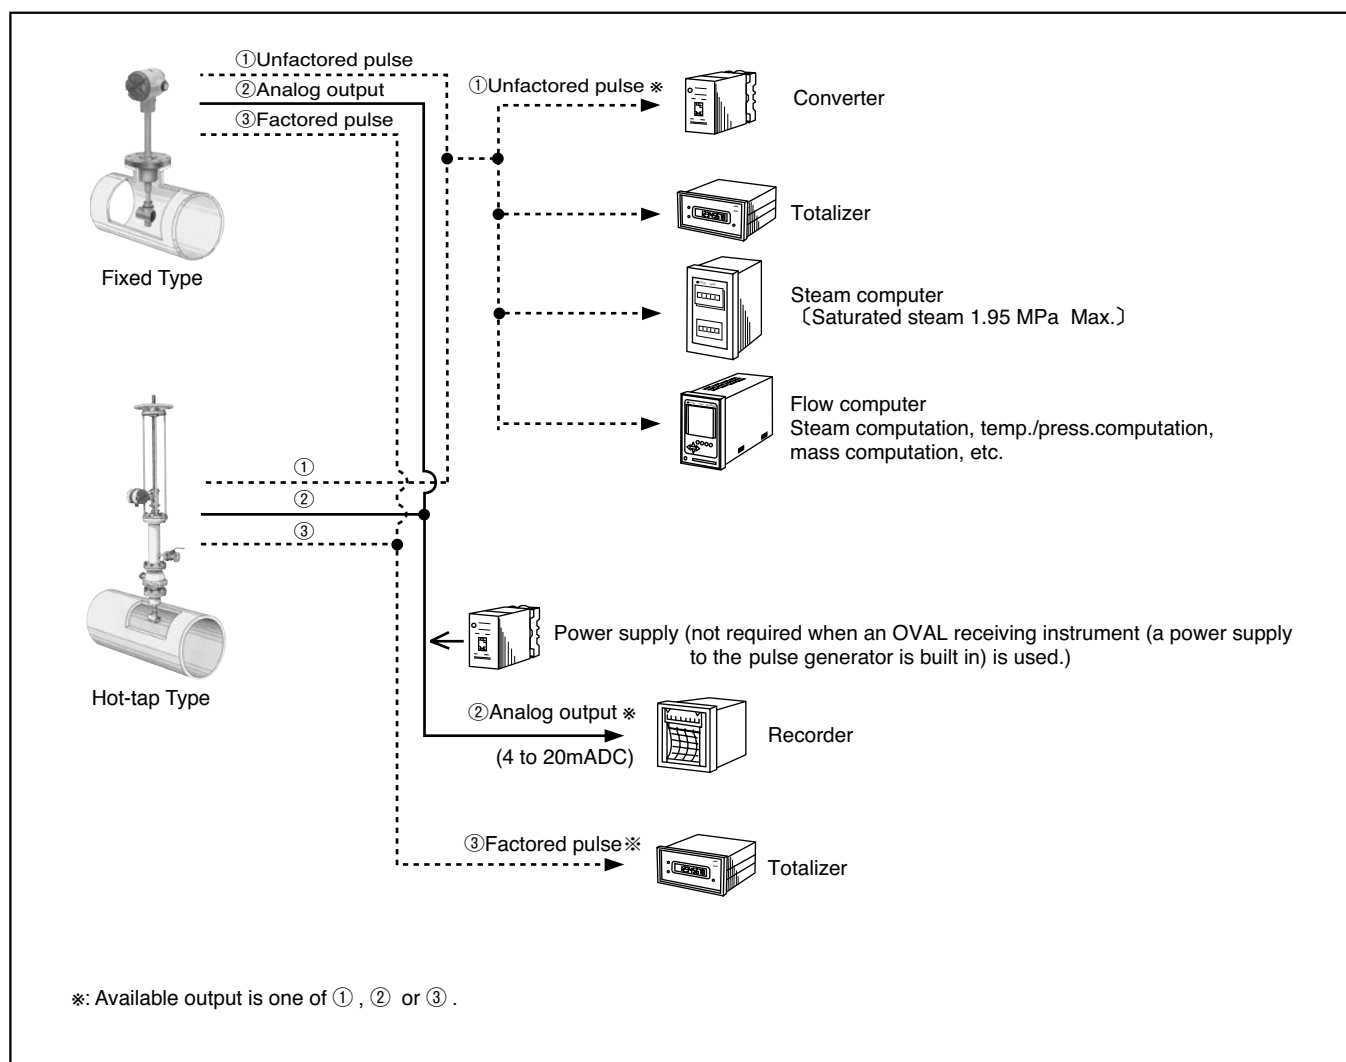 ①Unfactored pulse
②Analog output
③Factored pulse
Fixed Type
①Unfactored pulse ※
Converter
Totalizer
Steam computer
〔Saturated steam 1.95 MPa Max.〕
Flow computer
Steam computation, temp./press.computation,
mass computation, etc.
①
②
③
Hot-tap Type
Power supply (not required when an OVAL receiving instrument (a power supply
to the pulse generator is built in) is used.)
②Analog output ※
(4 to 20mADC)
Recorder
③Factored pulse※
Totalizer
※: Available output is one of ① , ② or ③ .